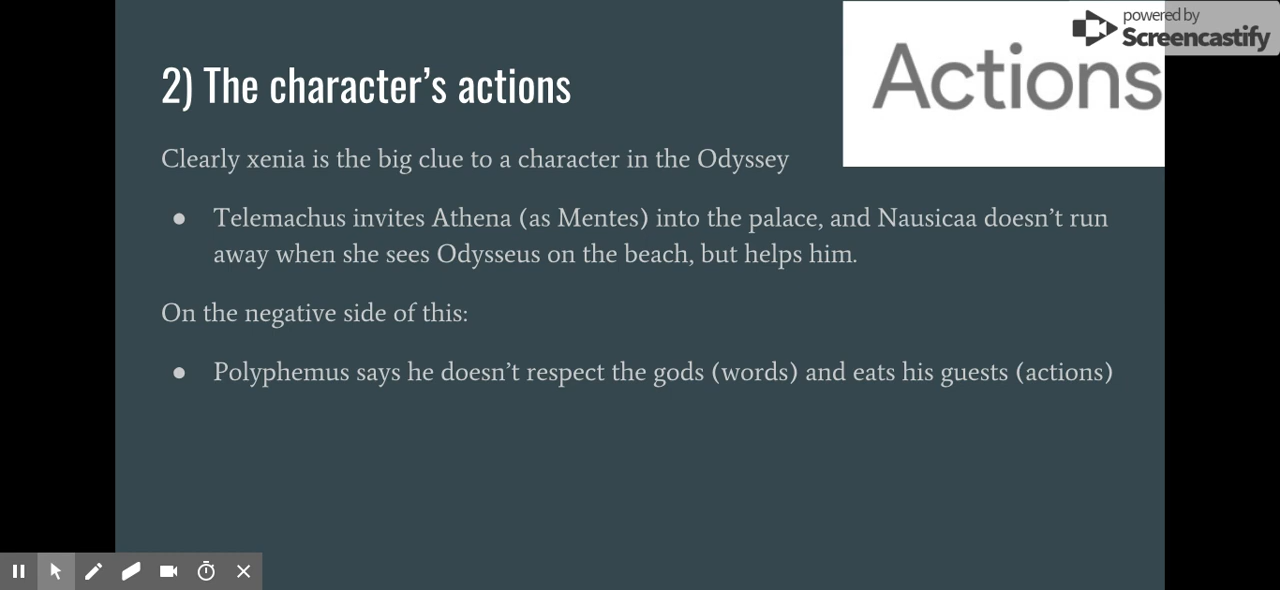 powered by
Screencastify
Actions
2) The character’s actions
Clearly xenia is the big clue to a character in the Odyssey
● Telemachus invites Athena (as Mentes) into the palace, and Nausicaa doesn’t run
away when she sees Odysseus on the beach, but helps him.
On the negative side of this:
● Polyphemus says he doesn’t respect the gods (words) and eats his guests (actions)